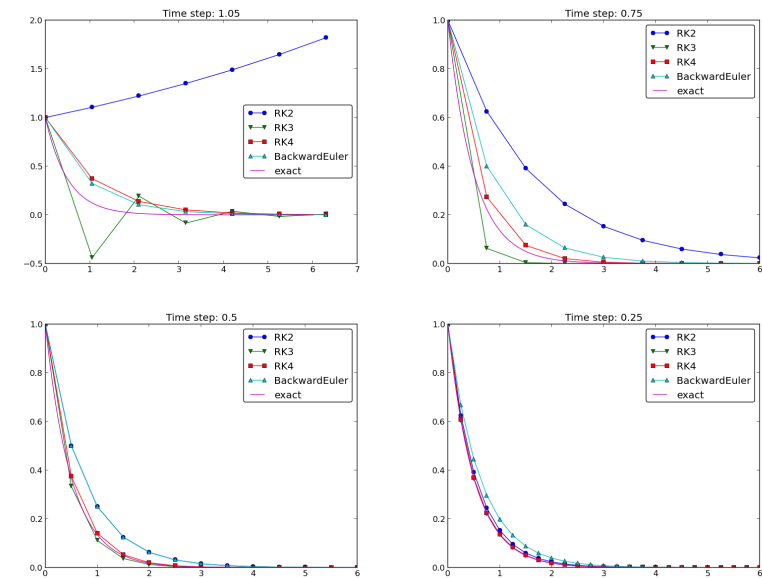 Time step: 1.05
2.0
1.5
1.0
0.5
0.0
−0.5
0 1 2 3 4 5 6 7
RK2
RK3
RK4
BackwardEuler
exact
Time step: 0.75
1.0
0.8
0.6
0.4
0.2
0.0
0 1 2 3 4 5 6
RK2
RK3
RK4
BackwardEuler
exact
Time step: 0.5
1.0
0.8
0.6
0.4
0.2
0.0
0 1 2 3 4 5 6
RK2
RK3
RK4
BackwardEuler
exact
Time step: 0.25
1.0
0.8
0.6
0.4
0.2
0.0
0 1 2 3 4 5 6
RK2
RK3
RK4
BackwardEuler
exact